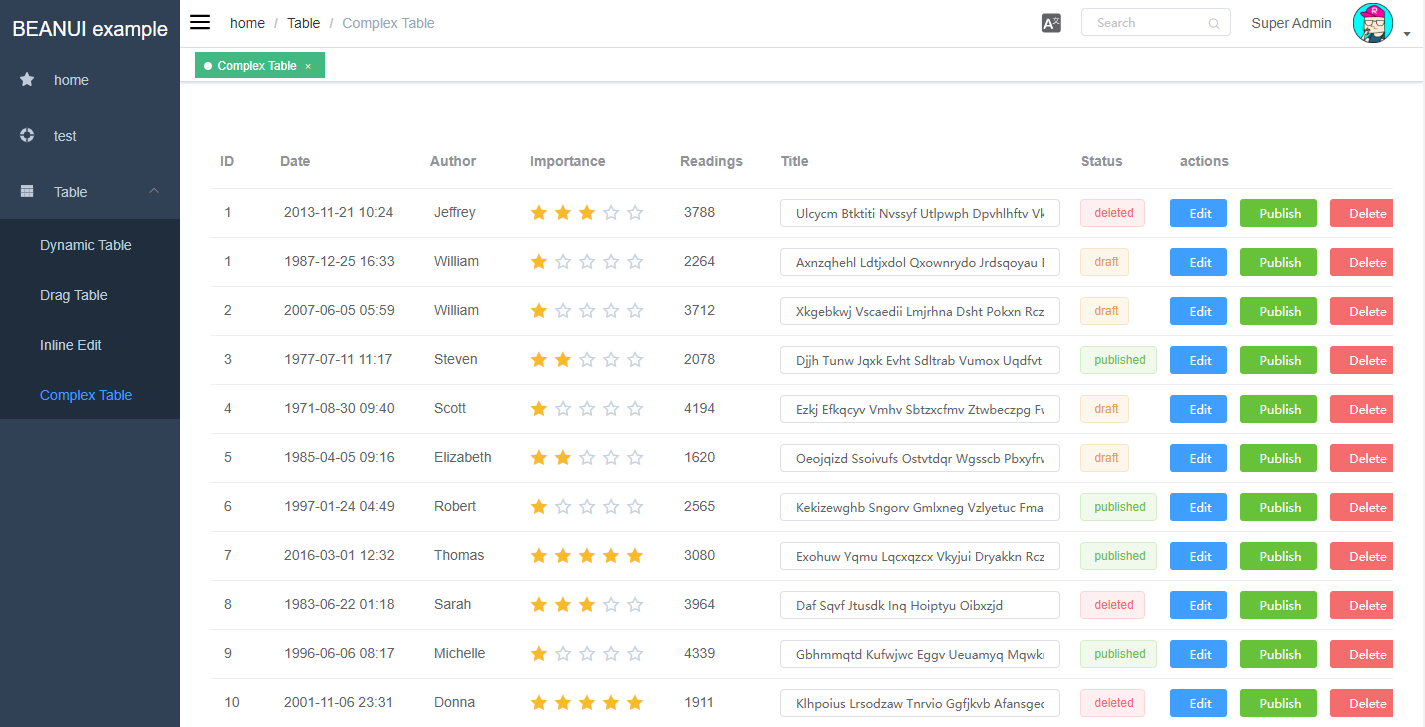 BEANUI example
home / Table / Complex Table
Search
Super Admin
Complex Table ×
home
test
Table
Dynamic Table
Drag Table
Inline Edit
Complex Table
ID Date Author Importance Readings Title Status actions
1 2013-11-21 10:24 Jeffrey 3788 Ulcycm Btktiti Nvssyf Utlpwph Dpvhlhftv Vk deleted Edit Publish Delete
1 1987-12-25 16:33 William 2264 Axnzqhehl Ldtjxdol Qxownrydo Jrdsqoyau draft Edit Publish Delete
2 2007-06-05 05:59 William 3712 Xkgebkwj Vscaedii Lmjrhna Dsht Pokxn Rcz draft Edit Publish Delete
3 1977-07-11 11:17 Steven 2078 Djjh Tunw Jqxk Evht Sdltrab Vumox Uqdfvt published Edit Publish Delete
4 1971-08-30 09:40 Scott 4194 Ezkj Efkqcyv Vmhv Sbtzxcfmv Ztwbeczpg draft Edit Publish Delete
5 1985-04-05 09:16 Elizabeth 1620 Oeojqizd Ssoivufs Ostvtdqr Wgsscb Pbxyfrv draft Edit Publish Delete
6 1997-01-24 04:49 Robert 2565 Kekizewghb Sngorv Gmlxneg Vzlyetuc Fma published Edit Publish Delete
7 2016-03-01 12:32 Thomas 3080 Exohuw Yqmu Lqcxqzcx Vkyjui Dryakkn Rcz published Edit Publish Delete
8 1983-06-22 01:18 Sarah 3964 Daf Sqvf Jtusdk Inq Hoiptyu Oibxzjd deleted Edit Publish Delete
9 1996-06-06 08:17 Michelle 4339 Gbhmmqtd Kufwjwc Eggv Ueuamyq Mqwk published Edit Publish Delete
10 2001-11-06 23:31 Donna 1911 Klhpoius Lrsodzaw Tnrvio Ggfjkvb Afansged deleted Edit Publish Delete